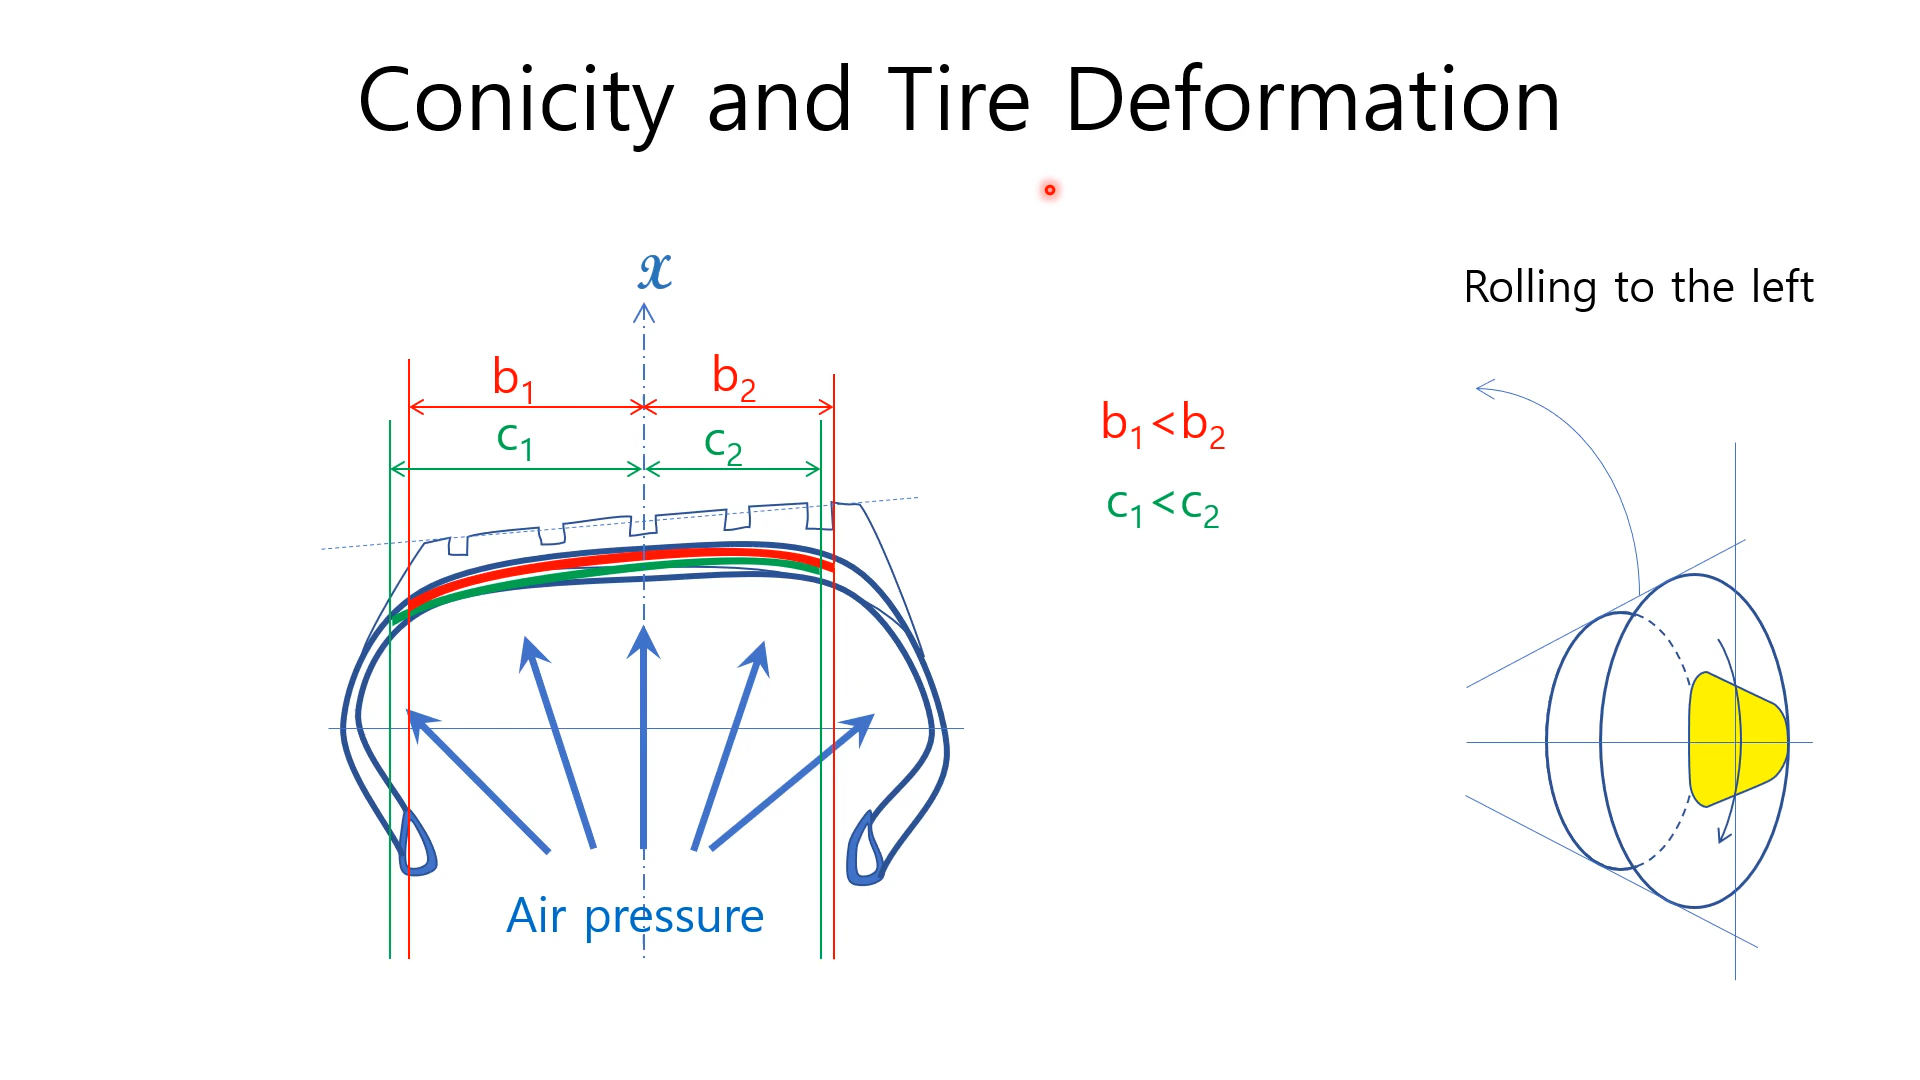 Conicity and Tire Deformation
x
Rolling to the left
b₁ b₂
c₁ c₂
b₁<b₂
c₁<c₂
Air pressure